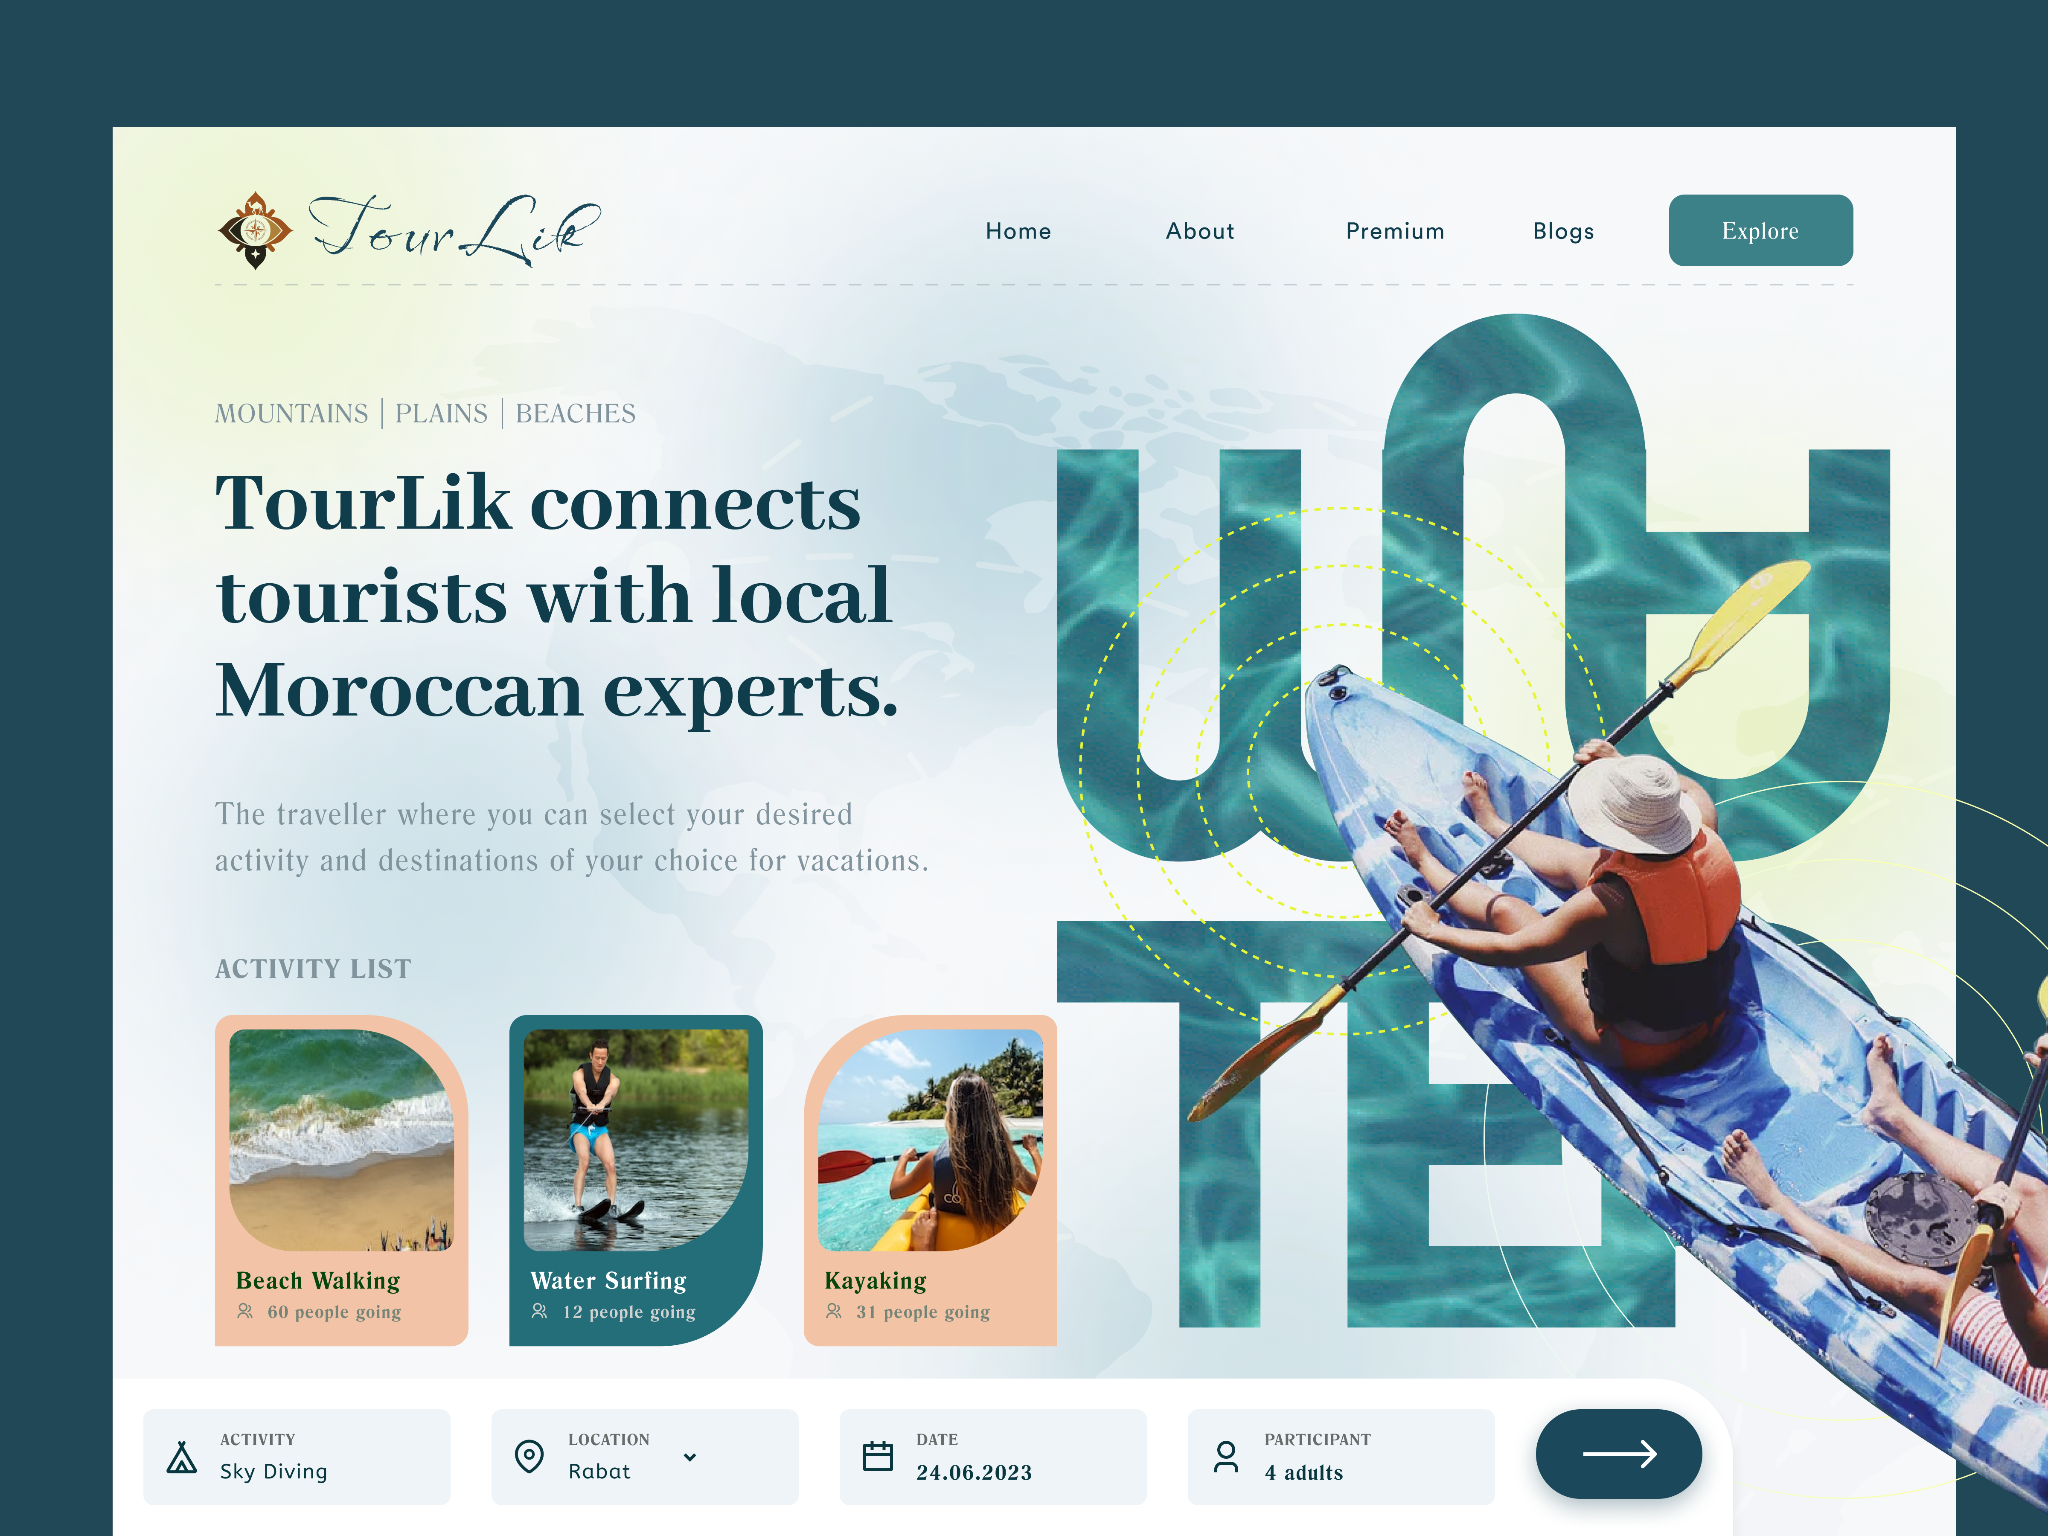 TourLik
Home
About
Premium
Blogs
Explore
MOUNTAINS | PLAINS | BEACHES
TourLik connects
tourists with local
Moroccan experts.
The traveller where you can select your desired
activity and destinations of your choice for vacations.
TE
ACTIVITY LIST
Beach Walking
60 people going
Water Surfing
12 people going
Kayaking
31 people going
ACTIVITY
Sky Diving
LOCATION
Rabat
DATE
24.06.2023
PARTICIPANT
4 adults